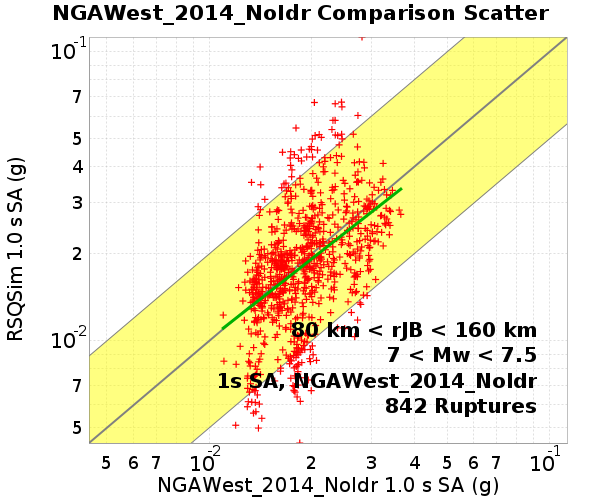 NGAWest_2014_NoIdr Comparison Scatter
10-1
7
5
4
3
2
10-2
7
5
RSQSim 1.0 s SA (g)
80 km < rJB < 160 km
7 < Mw < 7.5
1s SA, NGAWest_2014_NoIdr
842 Ruptures
5 6 7 10-2 2 3 4 5 6 7 10-1
NGAWest_2014_NoIdr 1.0 s SA (g)